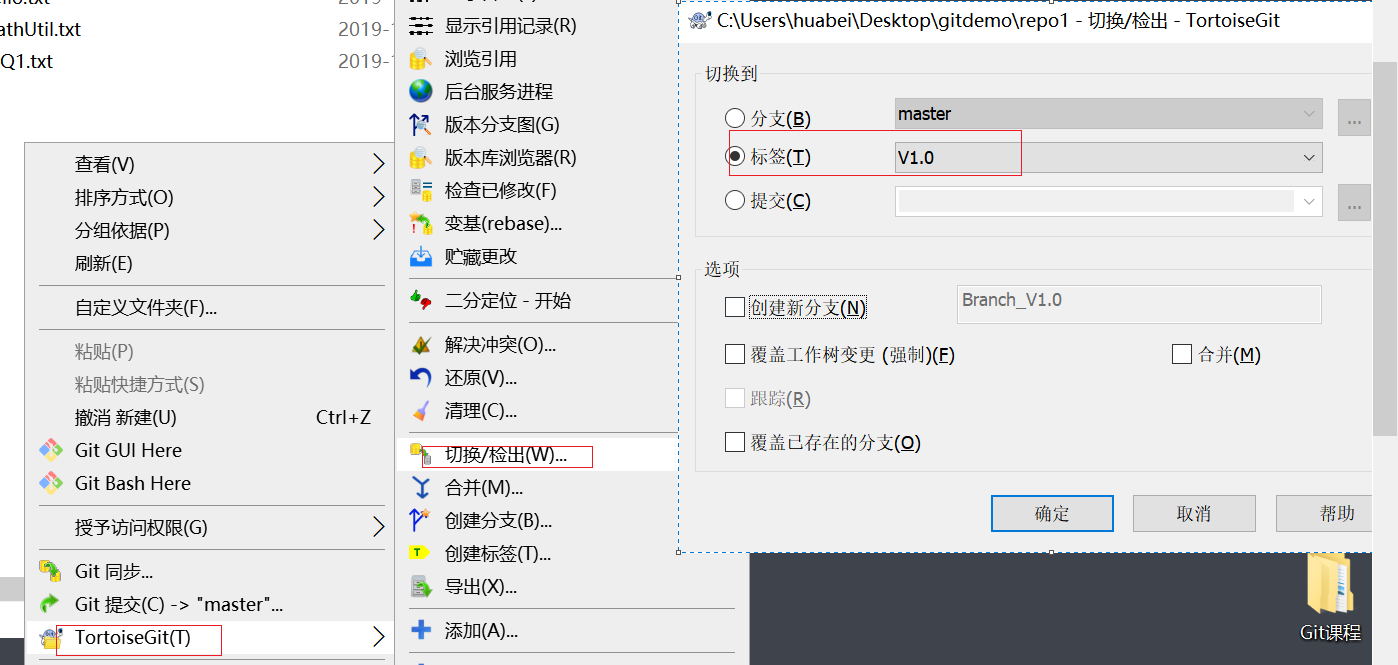 athUtil.txt
2019-1
Q1.txt
2019-1
查看(V)
排序方式(O)
分组依据(P)
刷新(E)
自定义文件夹(F)...
粘贴(P)
粘贴快捷方式(S)
撤消 新建(U)
Ctrl+Z
Git GUI Here
Git Bash Here
授予访问权限(G)
Git 同步...
Git 提交(C) -> "master"...
TortoiseGit(T)
显示引用记录(R)
浏览引用
后台服务进程
版本分支图(G)
版本库浏览器(R)
检查已修改(F)
变基(rebase)...
贮藏更改
二分定位 - 开始
解决冲突(O)...
还原(V)...
清理(C)...
切换/检出(W)...
合并(M)...
创建分支(B)...
创建标签(T)...
导出(X)...
添加(A)...
C:\Users\huabei\Desktop\gitdemo\repo1 - 切换/检出 - TortoiseGit
切换到
分支(B)
master
...
标签(T)
V1.0
提交(C)
...
选项
创建新分支(N)
Branch_V1.0
覆盖工作树变更 (强制)(F)
合并(M)
跟踪(R)
覆盖已存在的分支(O)
确定
取消
帮助
Git课程